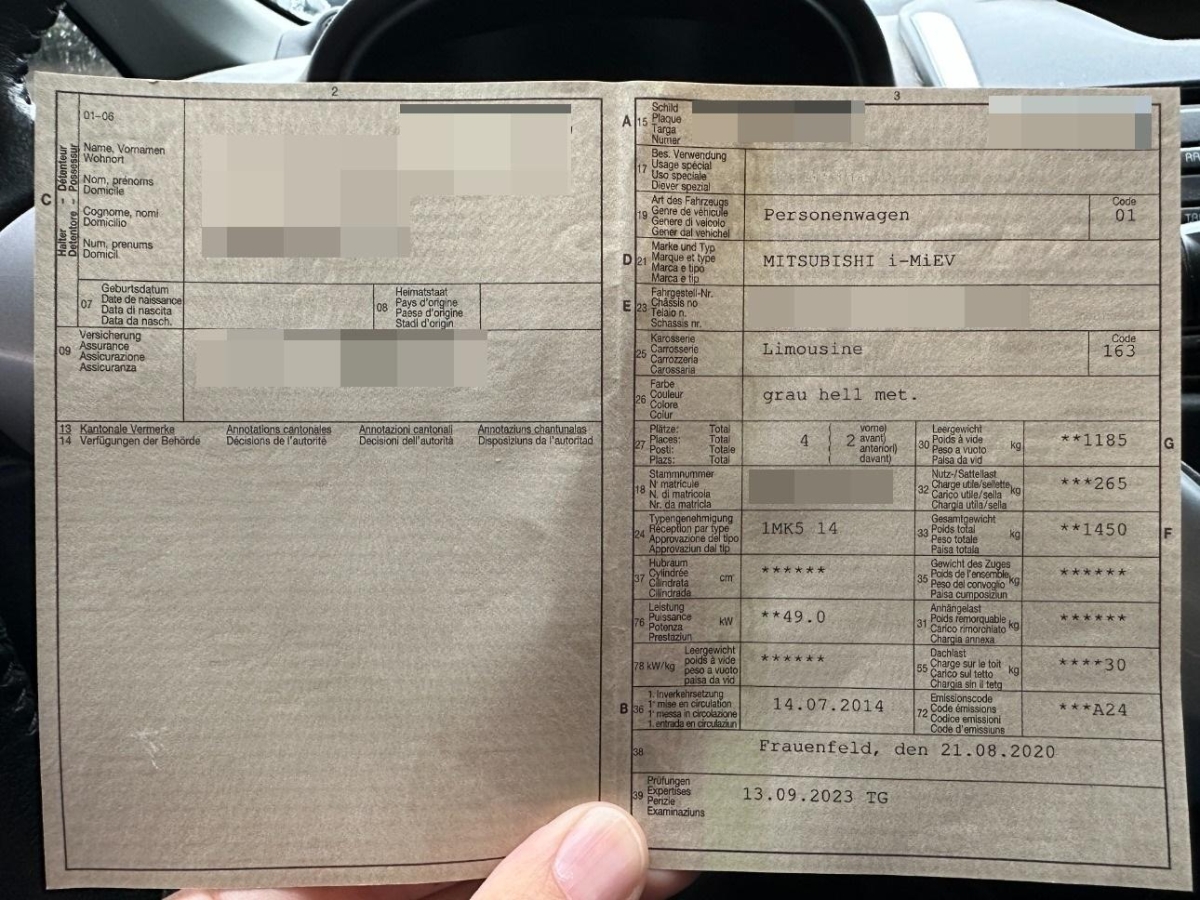 2
01-06
C
Halter - Détenteur
Detentore - Possessur
Name, Vornamen
Wohnort
Nom, prénoms
Domicile
Cognome, nomi
Domicilio
Num, prenums
Domicil
07
Geburtsdatum
Date de naissance
Data di nascita
Data da nasch.
08
Heimatstaat
Pays d'origine
Paese d'origine
Stadi d'origin
09
Versicherung
Assurance
Assicurazione
Assicuranza
13 Kantonale Vermerke Annotations cantonales Annotazioni cantonali Annotaziuns chantunalas
14 Verfügungen der Behörde Décisions de l'autorité Decisioni dell'autorità Disposiziuns da l'autoritad
3
A 15
Schild
Plaque
Targa
Numer
17
Bes. Verwendung
Usage spécial
Uso speciale
Diever spezial
19
Art des Fahrzeugs
Genre de véhicule
Genere di veicolo
Gener dal vehichel
Personenwagen
Code
01
D 21
Marke und Typ
Marque et type
Marca e tipo
Marca e tip
MITSUBISHI i-MiEV
E 23
Fahrgestell-Nr.
Châssis no
Telaio n.
Schassis nr.
25
Karosserie
Carrosserie
Carrozzeria
Carossaria
Limousine
Code
163
26
Farbe
Couleur
Colore
Colur
grau hell met.
27
Plätze: Total
Places: Total
Posti: Totale
Plazs: Total
4
2
vorne)
avant)
anteriori)
davant)
30
Leergewicht
Poids à vide
Peso a vuoto
Paisa da vid
kg
**1185
G
18
Stammnummer
N° matricule
N. di matricola
Nr. da matricla
32
Nutz-/Sattellast
Charge utile/sellette
Carico utile/sella
Chargia utila/sella
kg
***265
24
Typengenehmigung
Réception par type
Approvazione del tipo
Approvaziun dal tip
1MK5 14
33
Gesamtgewicht
Poids total
Peso totale
Paisa totala
kg
**1450
F
37
Hubraum
Cylindrée
Cilindrata
Cilindrada
cm³
******
35
Gewicht des Zuges
Poids de l'ensemble
Peso del convoglio
Paisa cumposiziun
kg
******
76
Leistung
Puissance
Potenza
Prestaziun
kW
**49.0
31
Anhängelast
Poids remorquable
Carico rimorchiato
Chargia annexa
kg
******
78 kW/kg
Leergewicht
poids à vide
peso a vuoto
paisa da vid
******
55
Dachlast
Charge sur le toit
Carico sul tetto
Chargia sin il tetg
kg
****30
B 36
1. Inverkehrsetzung
1re mise en circulation
1a messa in circolazione
1. entrada en circulaziun
14.07.2014
72
Emissionscode
Code émissions
Codice emissioni
Code d'emissiuns
***A24
38
Frauenfeld, den 21.08.2020
39
Prüfungen
Expertises
Perizie
Examinaziuns
13.09.2023 TG